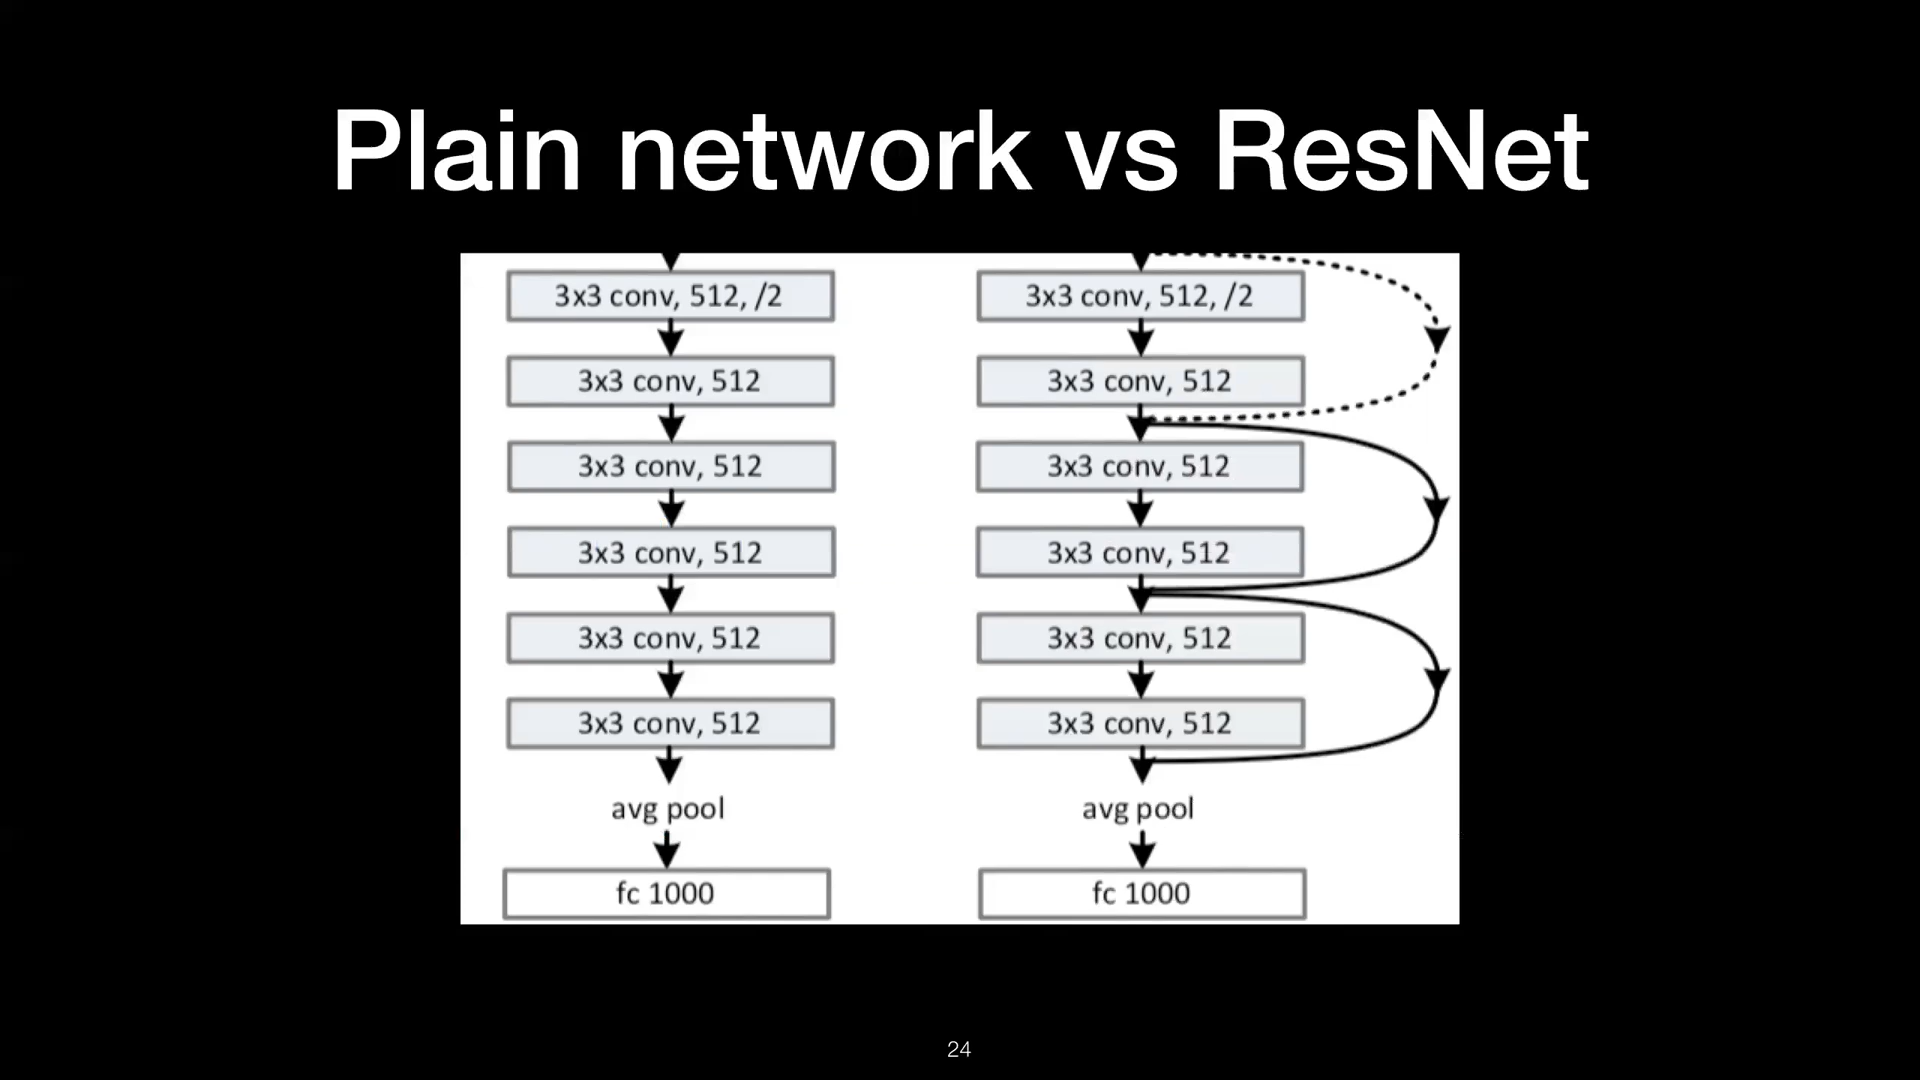 Plain network vs ResNet
3x3 conv, 512, /2
3x3 conv, 512
3x3 conv, 512
3x3 conv, 512
3x3 conv, 512
3x3 conv, 512
avg pool
fc 1000
3x3 conv, 512, /2
3x3 conv, 512
3x3 conv, 512
3x3 conv, 512
3x3 conv, 512
3x3 conv, 512
avg pool
fc 1000
24